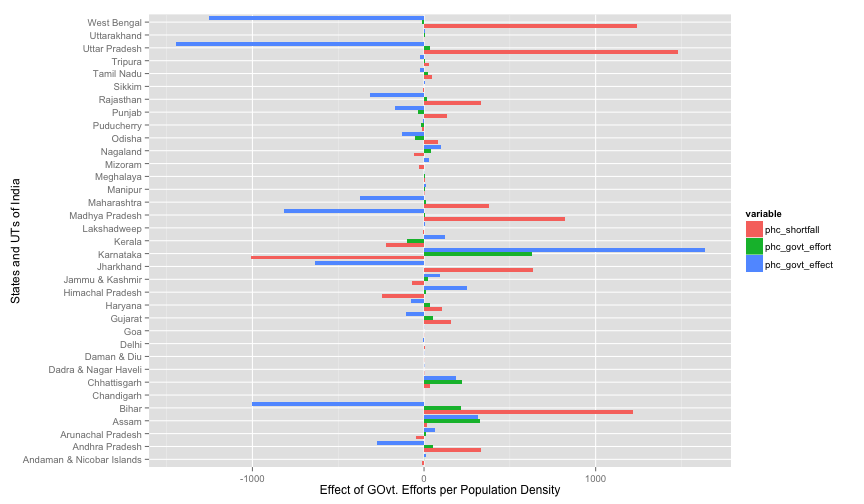 States and UTs of India
West Bengal
Uttarakhand
Uttar Pradesh
Tripura
Tamil Nadu
Sikkim
Rajasthan
Punjab
Puducherry
Odisha
Nagaland
Mizoram
Meghalaya
Manipur
Maharashtra
Madhya Pradesh
Lakshadweep
Kerala
Karnataka
Jharkhand
Jammu & Kashmir
Himachal Pradesh
Haryana
Gujarat
Goa
Delhi
Daman & Diu
Dadra & Nagar Haveli
Chhattisgarh
Chandigarh
Bihar
Assam
Arunachal Pradesh
Andhra Pradesh
Andaman & Nicobar Islands
-1000 0 1000
Effect of GOvt. Efforts per Population Density
variable
phc_shortfall
phc_govt_effort
phc_govt_effect